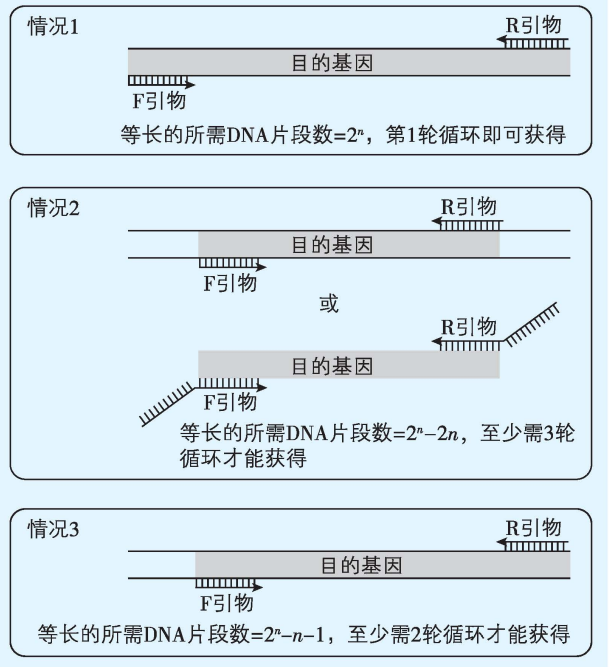 情况1
R引物
目的基因
F引物
等长的所需DNA片段数=2ⁿ，第1轮循环即可获得
情况2
R引物
目的基因
F引物
或
R引物
目的基因
F引物
等长的所需DNA片段数=2ⁿ−2n，至少需3轮
循环才能获得
情况3
R引物
目的基因
F引物
等长的所需DNA片段数=2ⁿ−n−1，至少需2轮循环才能获得